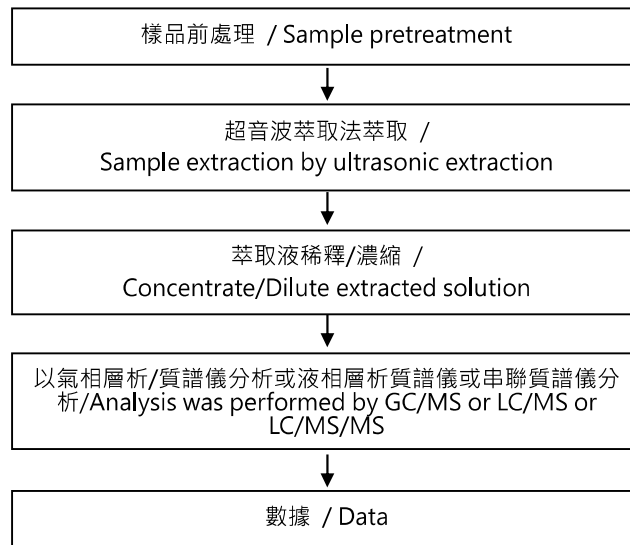 樣品前處理 / Sample pretreatment
超音波萃取法萃取 /
Sample extraction by ultrasonic extraction
萃取液稀釋/濃縮 /
Concentrate/Dilute extracted solution
以氣相層析/質譜儀分析或液相層析質譜儀或串聯質譜儀分
析/Analysis was performed by GC/MS or LC/MS or
LC/MS/MS
數據 / Data